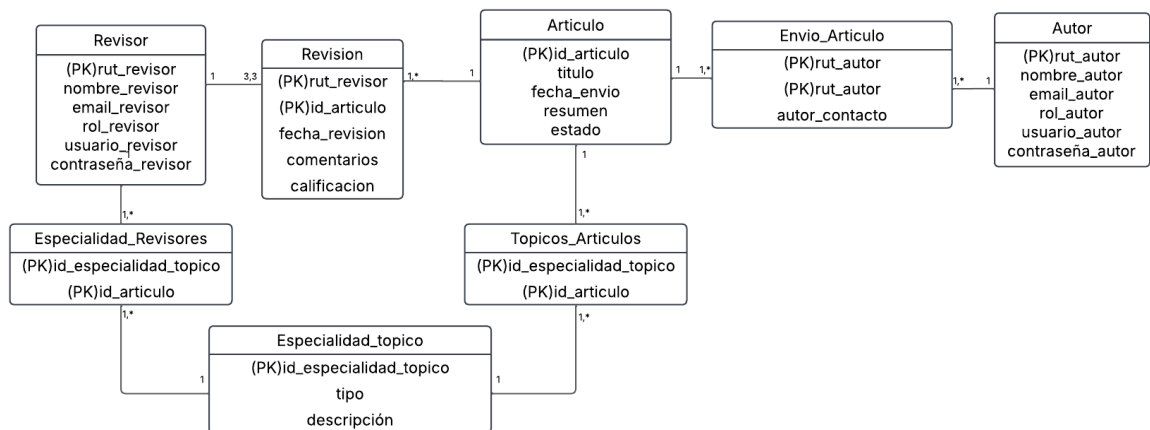 Revisor
(PK)rut_revisor
nombre_revisor
email_revisor
rol_revisor
usuario_revisor
contraseña_revisor
1
3,3
Revision
(PK)rut_revisor
(PK)id_articulo
fecha_revision
comentarios
calificacion
1,*
1
Articulo
(PK)id_articulo
titulo
fecha_envio
resumen
estado
1
1,*
Envio_Articulo
(PK)rut_autor
(PK)rut_autor
autor_contacto
1,*
1
Autor
(PK)rut_autor
nombre_autor
email_autor
rol_autor
usuario_autor
contraseña_autor
1,*
Especialidad_Revisores
(PK)id_especialidad_topico
(PK)id_articulo
1,*
1
1,*
Topicos_Articulos
(PK)id_especialidad_topico
(PK)id_articulo
1,*
1
Especialidad_topico
(PK)id_especialidad_topico
tipo
descripción
1